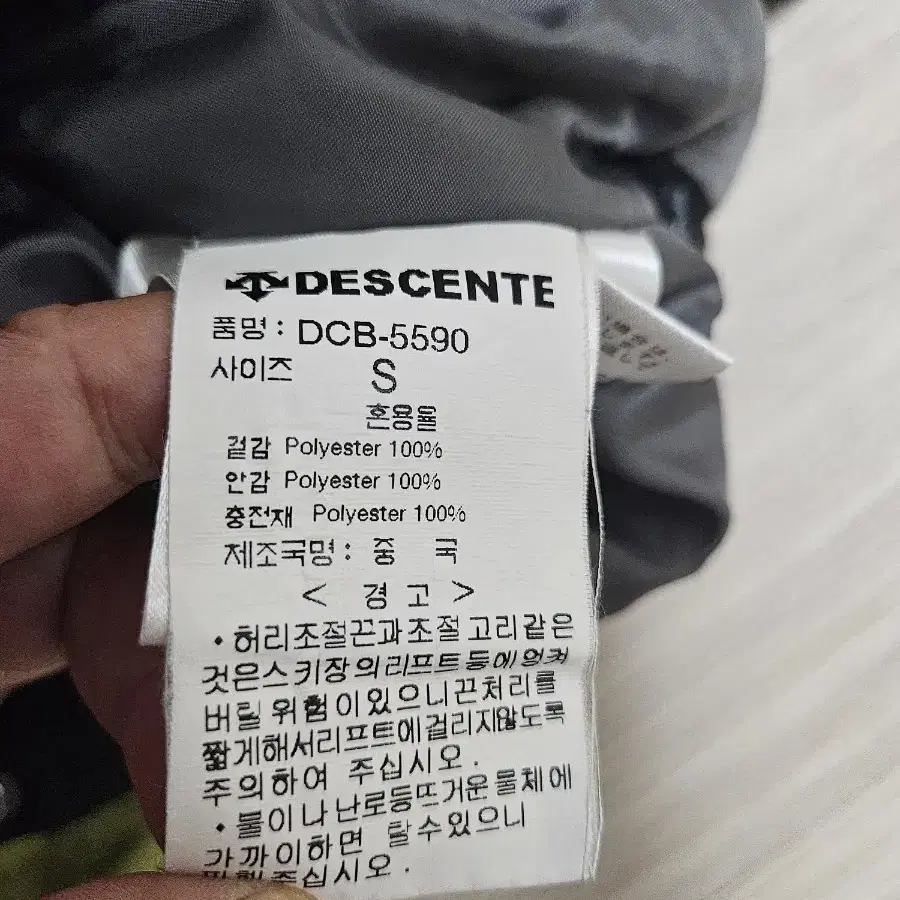 DESCENTE
품명 : DCB-5590
사이즈 S
혼용율
겉감 Polyester 100%
안감 Polyester 100%
충전재 Polyester 100%
제조국명 : 중 국
< 경 고 >
• 허리조절끈과조절 고리같은
것은스키장의리프트등에엉켜
버릴 위험이있으니끈처리를
짧게해서리프트에걸리지않도록
주의하여 주십시오 .
• 불이나 난로등뜨거운 물체에
가까이하면 탈수있으니
주십시오 .